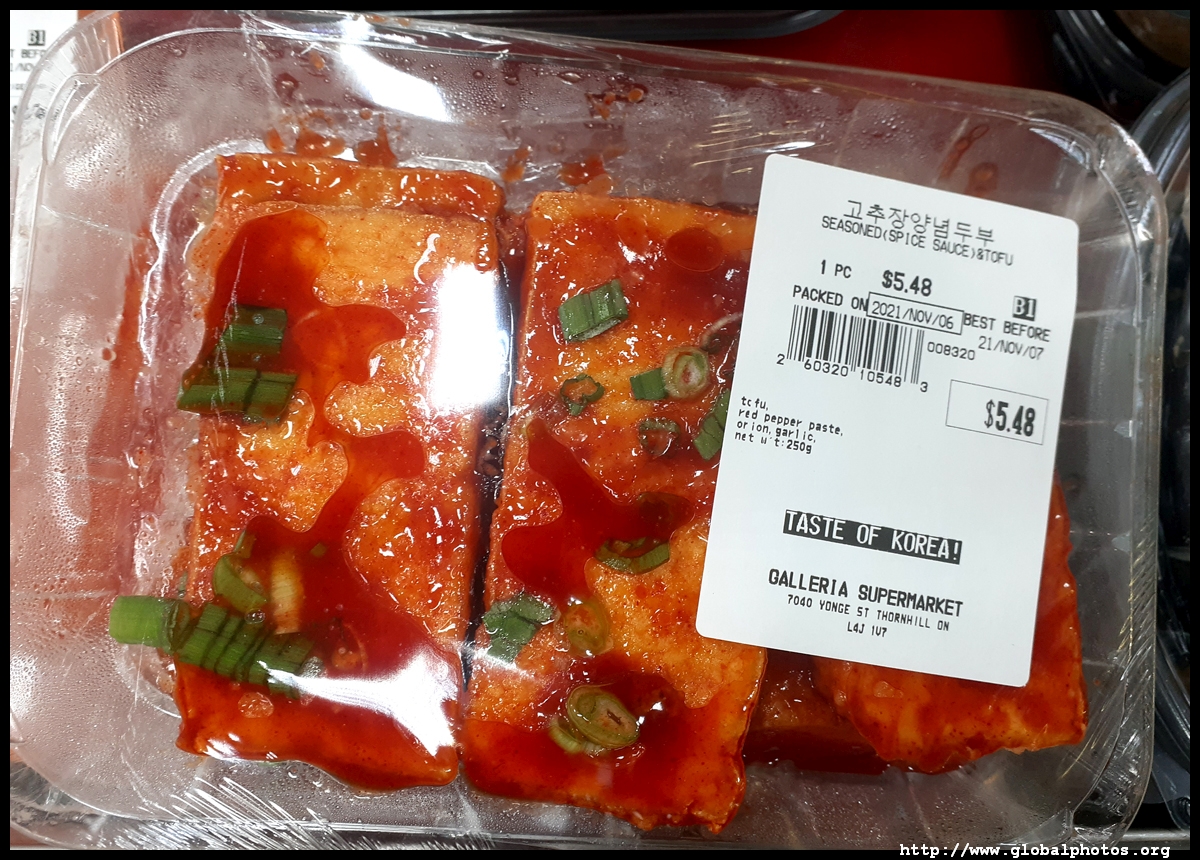 고추장양념두부
SEASONED(SPICE SAUCE)&TOFU
1 PC $5.48
B1
PACKED ON 2021/NOV/06 BEST BEFORE
21/NOV/07
008320
2 60320 10548 3
$5.48
tofu,
red pepper paste,
orion, garlic,
net w't:250g
TASTE OF KOREA!
GALLERIA SUPERMARKET
7040 YONGE ST THORNHILL ON
L4J 1V7
B1
http://www.globalphotos.org